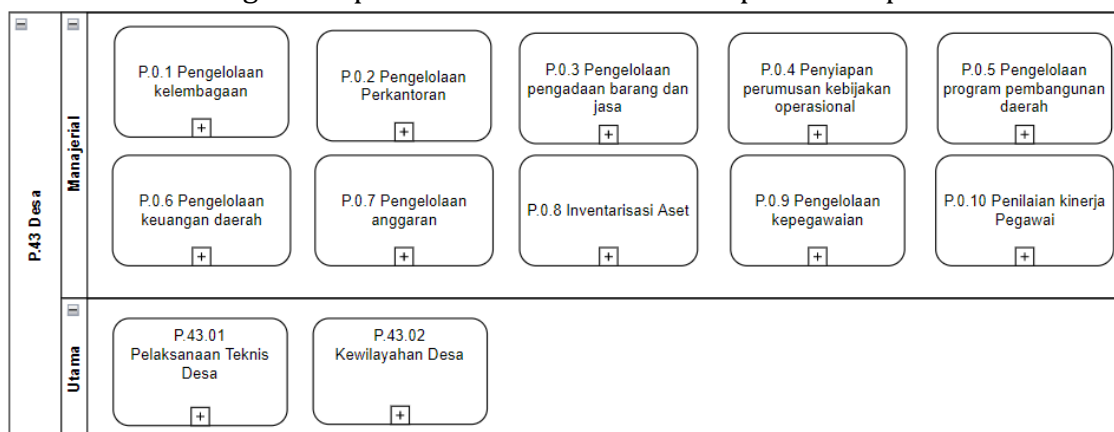 P.43 Desa
Manajerial
P.0.1 Pengelolaan
kelembagaan
P.0.2 Pengelolaan
Perkantoran
P.0.3 Pengelolaan
pengadaan barang dan
jasa
P.0.4 Penyiapan
perumusan kebijakan
operasional
P.0.5 Pengelolaan
program pembangunan
daerah
P.0.6 Pengelolaan
keuangan daerah
P.0.7 Pengelolaan
anggaran
P.0.8 Inventarisasi Aset
P.0.9 Pengelolaan
kepegawaian
P.0.10 Penilaian kinerja
Pegawai
Utama
P.43.01
Pelaksanaan Teknis
Desa
P.43.02
Kewilayahan Desa